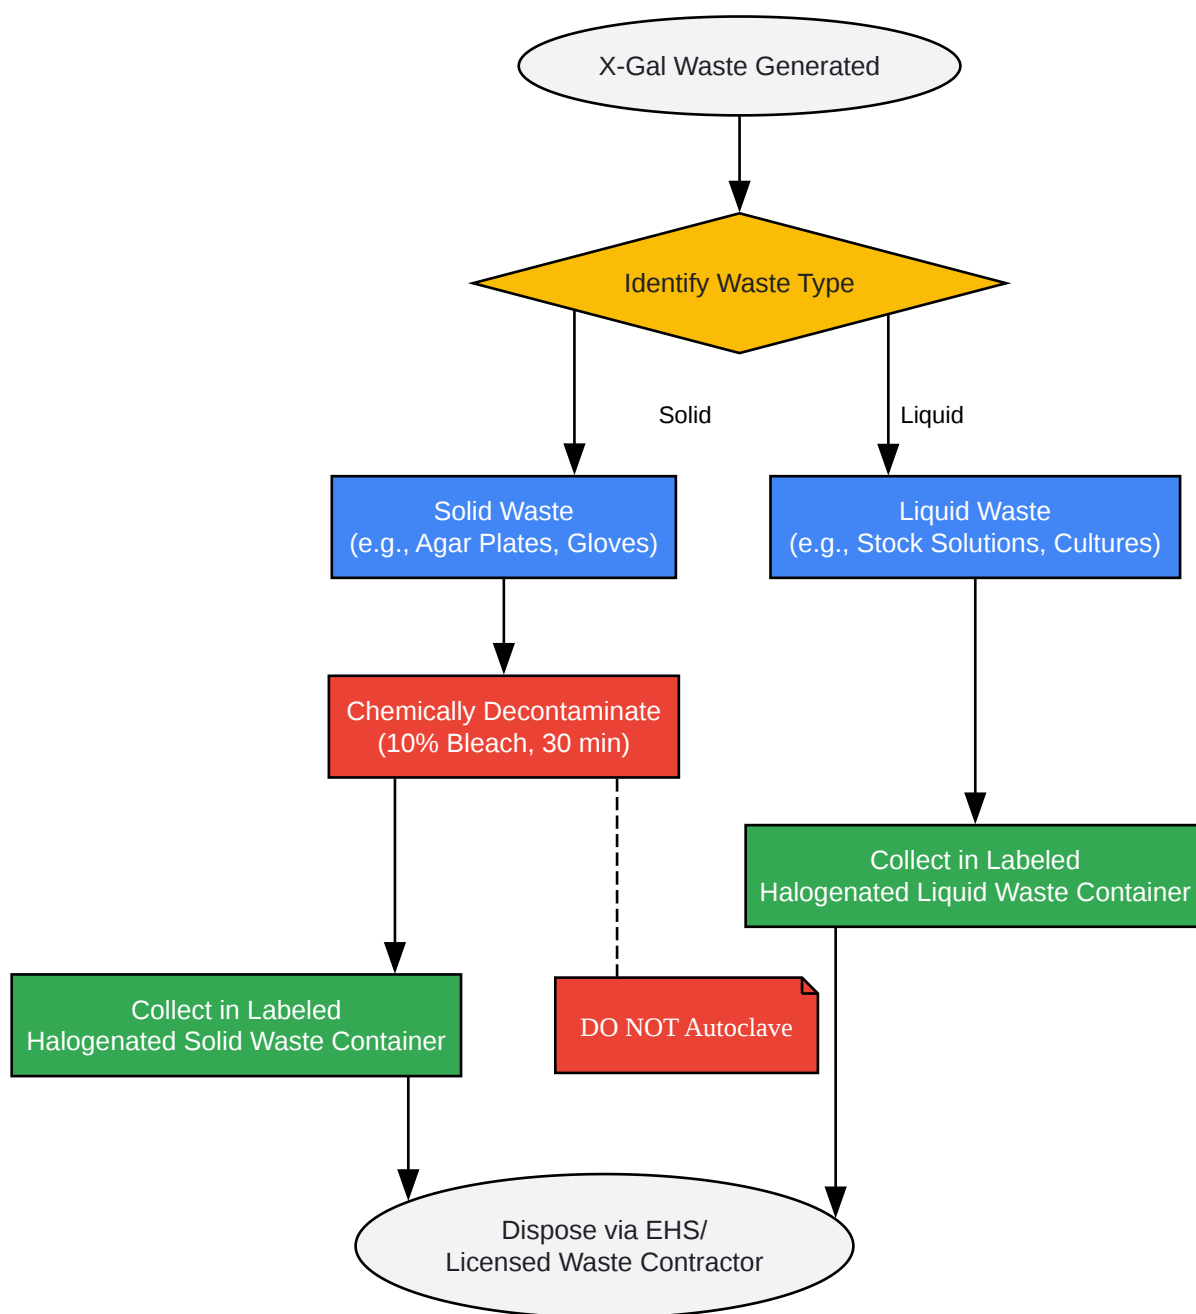 X-Gal Waste Generated
Identify Waste Type
Solid
Liquid
Solid Waste
(e.g., Agar Plates, Gloves)
Liquid Waste
(e.g., Stock Solutions, Cultures)
Chemically Decontaminate
(10% Bleach, 30 min)
Collect in Labeled
Halogenated Liquid Waste Container
Collect in Labeled
Halogenated Solid Waste Container
DO NOT Autoclave
Dispose via EHS/
Licensed Waste Contractor